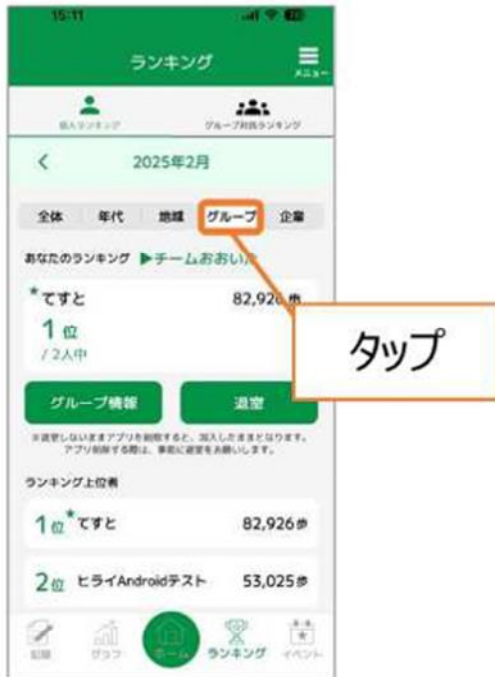 15:11
ランキング
メニュー
個人ランキング
グループ対抗ランキング
2025年2月
全体 年代 地域 グループ 企業
あなたのランキング ▶チームおおいた
*てすと 82,926歩
1位
/ 2人中
タップ
グループ情報 退室
※退室しないままアプリを削除すると、加入したままとなります。
アプリ削除する際は、事前に退室をお願いします。
ランキング上位者
1位 *てすと 82,926歩
2位 ヒライAndroidテスト 53,025歩
記録 グラフ ホーム ランキング イベント